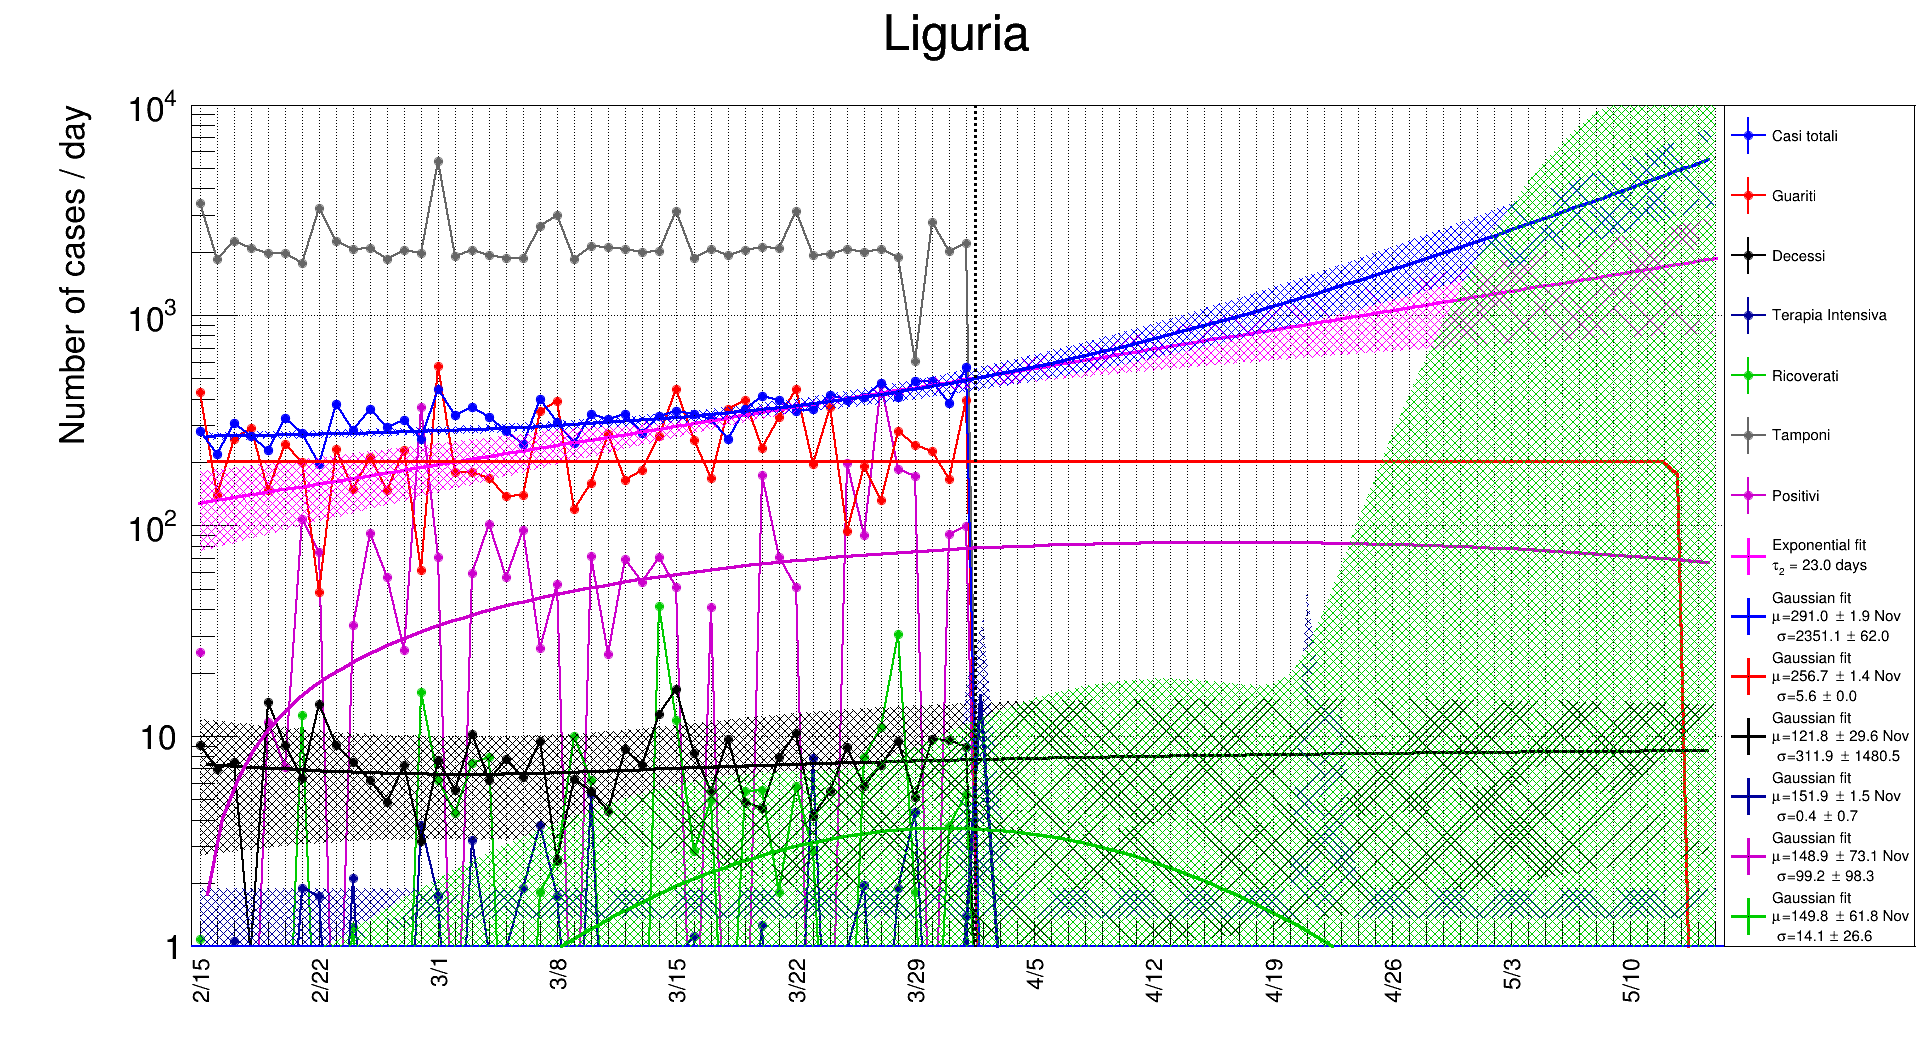 Liguria
Number of cases / day
10^4
10^3
10^2
10
1
2/15
2/22
3/1
3/8
3/15
3/22
3/29
4/5
4/12
4/19
4/26
5/3
5/10
Casi totali
Guariti
Decessi
Terapia Intensiva
Ricoverati
Tamponi
Positivi
Exponential fit
τ₂ = 23.0 days
Gaussian fit
μ=291.0 ± 1.9 Nov
σ=2351.1 ± 62.0
Gaussian fit
μ=256.7 ± 1.4 Nov
σ=5.6 ± 0.0
Gaussian fit
μ=121.8 ± 29.6 Nov
σ=311.9 ± 1480.5
Gaussian fit
μ=151.9 ± 1.5 Nov
σ=0.4 ± 0.7
Gaussian fit
μ=148.9 ± 73.1 Nov
σ=99.2 ± 98.3
Gaussian fit
μ=149.8 ± 61.8 Nov
σ=14.1 ± 26.6